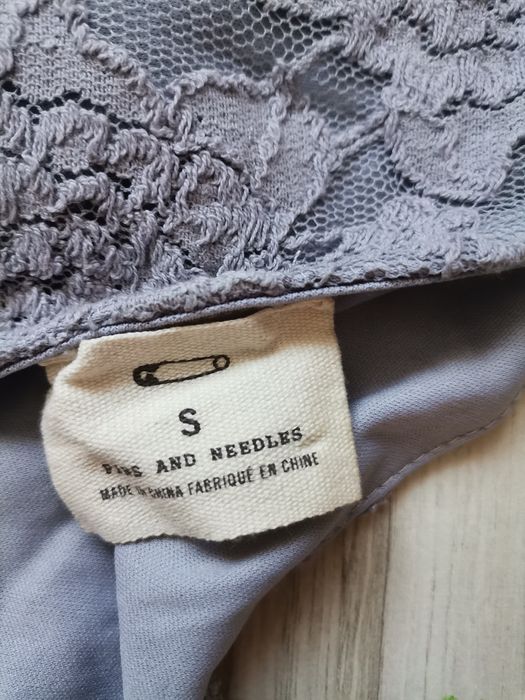 S
PINS AND NEEDLES
MADE IN CHINA FABRIQUÉ EN CHINE